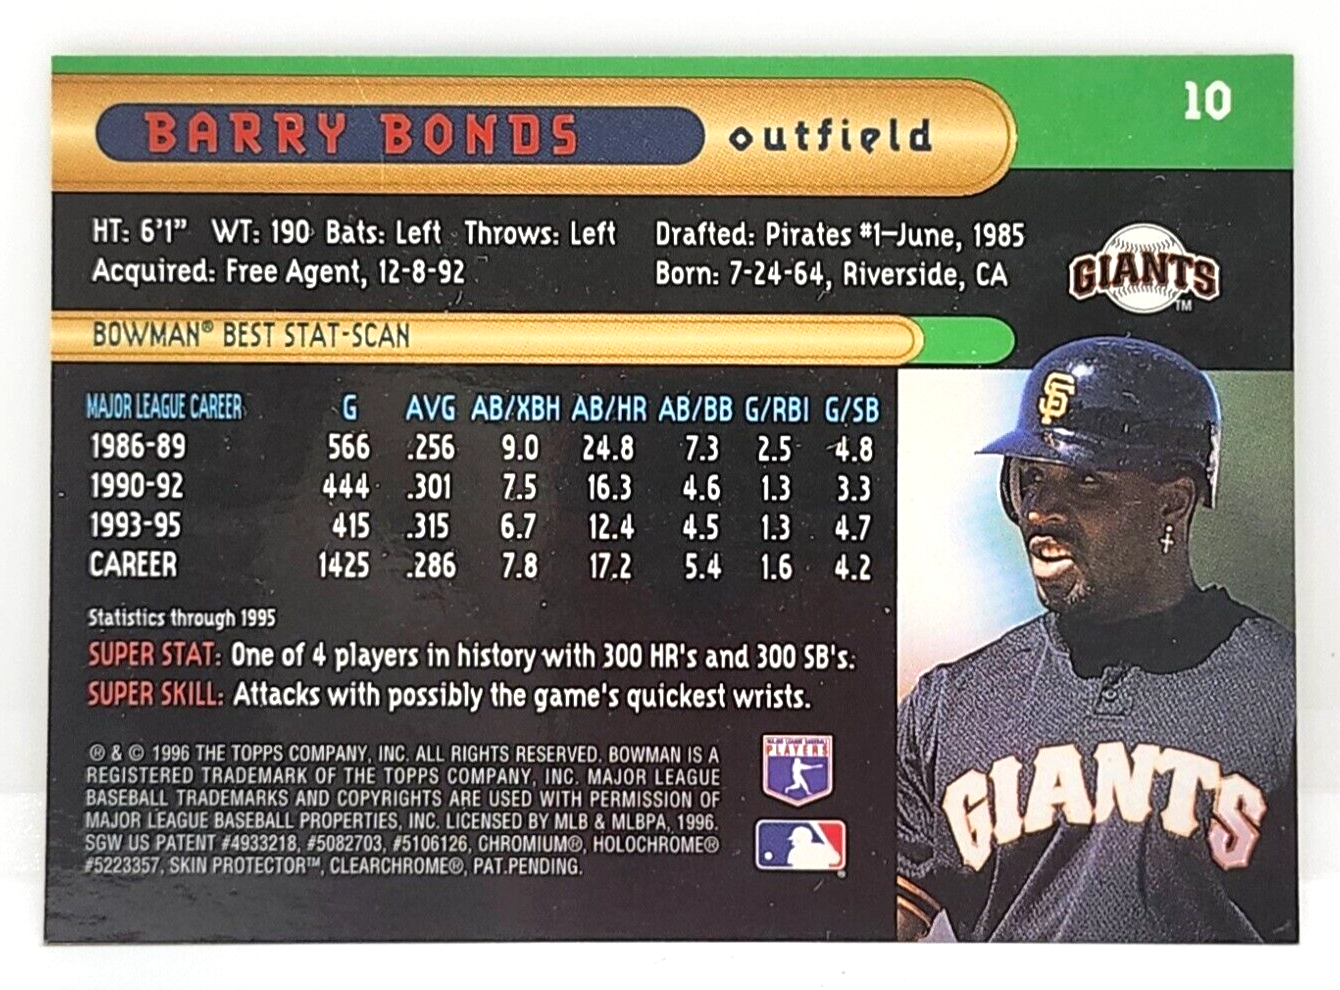 10
BARRY BONDS outfield
HT: 6'1" WT: 190 Bats: Left Throws: Left Drafted: Pirates #1-June, 1985
Acquired: Free Agent, 12-8-92 Born: 7-24-64, Riverside, CA
GIANTS TM
BOWMAN® BEST STAT-SCAN
SF
MAJOR LEAGUE CAREER G AVG AB/XBH AB/HR AB/BB G/RBI G/SB
1986-89 566 .256 9.0 24.8 7.3 2.5 4.8
1990-92 444 .301 7.5 16.3 4.6 1.3 3.3
1993-95 415 .315 6.7 12.4 4.5 1.3 4.7
CAREER 1425 .286 7.8 17.2 5.4 1.6 4.2
Statistics through 1995
SUPER STAT: One of 4 players in history with 300 HR's and 300 SB's.
SUPER SKILL: Attacks with possibly the game's quickest wrists.
® & © 1996 THE TOPPS COMPANY, INC. ALL RIGHTS RESERVED. BOWMAN IS A
REGISTERED TRADEMARK OF THE TOPPS COMPANY, INC. MAJOR LEAGUE
BASEBALL TRADEMARKS AND COPYRIGHTS ARE USED WITH PERMISSION OF
MAJOR LEAGUE BASEBALL PROPERTIES, INC. LICENSED BY MLB & MLBPA, 1996.
SGW US PATENT #4933218, #5082703, #5106126, CHROMIUM®, HOLOCHROME®
#5223357, SKIN PROTECTOR™, CLEARCHROME®, PAT.PENDING.
MAJOR LEAGUE BASEBALL
PLAYERS
GIANTS